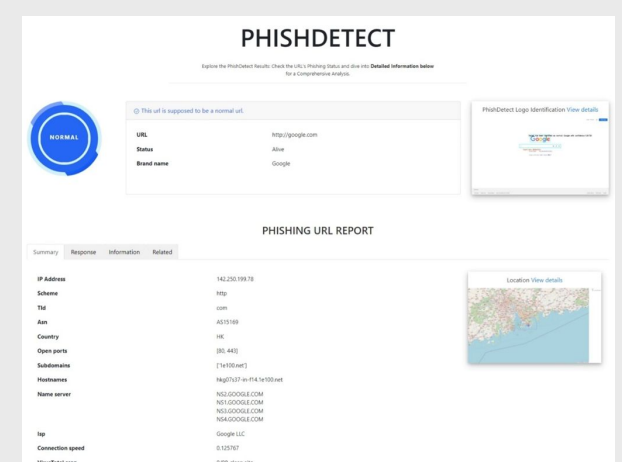 PHISHDETECT
Explore the PhishDetect Results: Check the URL's Phishing Status and dive into Detailed Information below
for a Comprehensive Analysis.
NORMAL
This url is supposed to be a normal url.
URL http://google.com
Status Alive
Brand name Google
PhishDetect Logo Identification View details
Google
PHISHING URL REPORT
Summary Response Information Related
IP Address 142.250.199.78
Scheme http
Tld com
Asn AS15169
Country HK
Open ports [80, 443]
Subdomains ['1e100.net']
Hostnames hkg07s37-in-f14.1e100.net
Name server NS2.GOOGLE.COM
NS1.GOOGLE.COM
NS3.GOOGLE.COM
NS4.GOOGLE.COM
Isp Google LLC
Connection speed 0.125767
Location View details